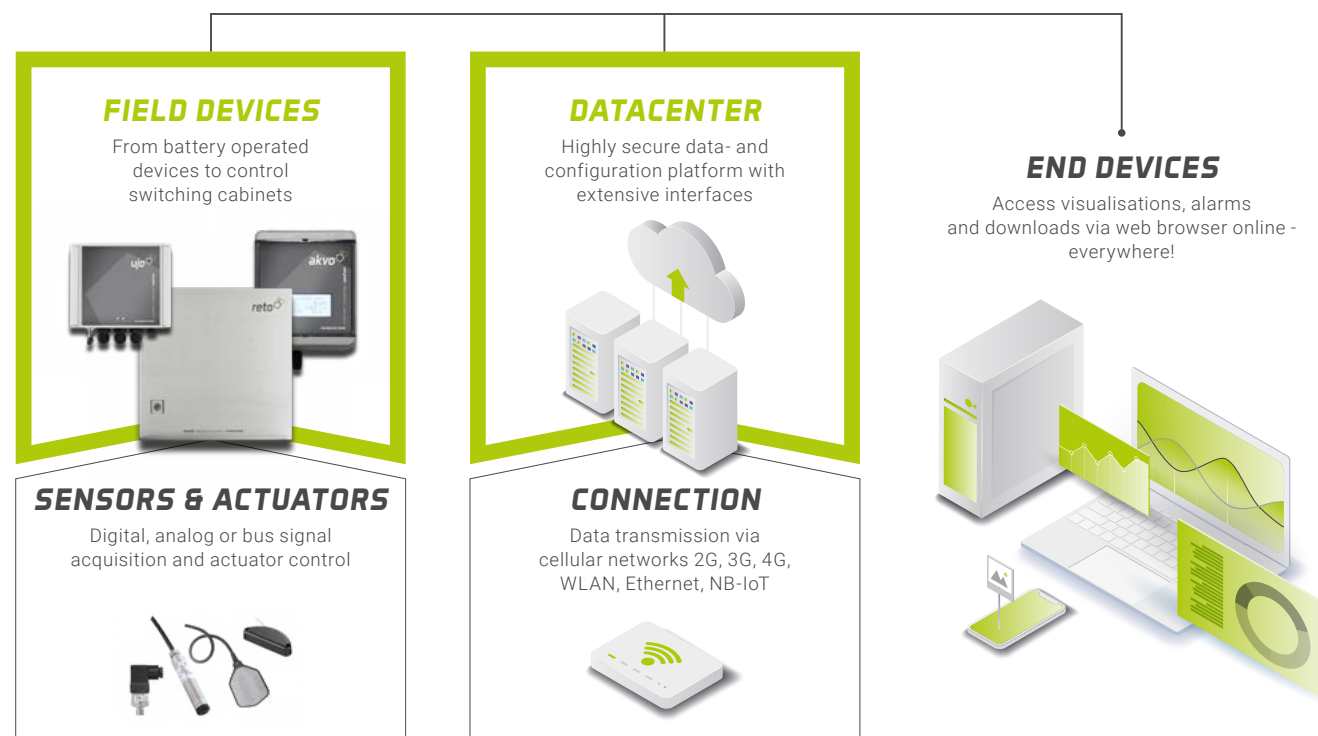 FIELD DEVICES
From battery operated
devices to control
switching cabinets
ujo
akvo
reto
DATACENTER
Highly secure data- and
configuration platform with
extensive interfaces
END DEVICES
Access visualisations, alarms
and downloads via web browser online -
everywhere!
SENSORS & ACTUATORS
Digital, analog or bus signal
acquisition and actuator control
CONNECTION
Data transmission via
cellular networks 2G, 3G, 4G,
WLAN, Ethernet, NB-IoT